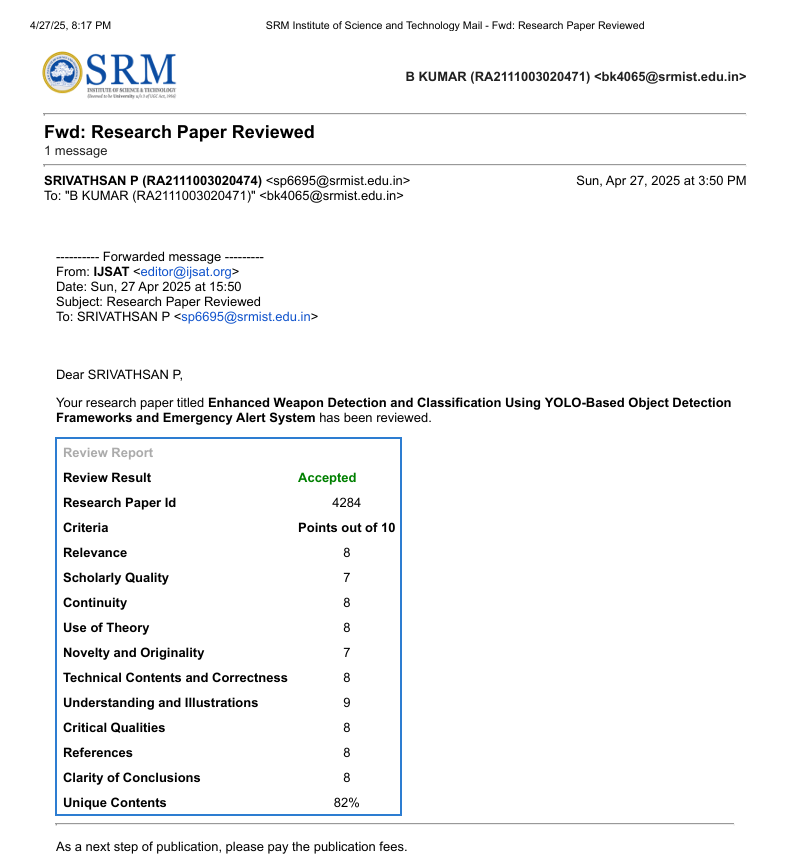 4/27/25, 8:17 PM SRM Institute of Science and Technology Mail - Fwd: Research Paper Reviewed
SRM
INSTITUTE OF SCIENCE & TECHNOLOGY
(Deemed to be University u/s 3 of UGC Act, 1956)
B KUMAR (RA2111003020471) <bk4065@srmist.edu.in>
Fwd: Research Paper Reviewed
1 message
SRIVATHSAN P (RA2111003020474) <sp6695@srmist.edu.in> Sun, Apr 27, 2025 at 3:50 PM
To: "B KUMAR (RA2111003020471)" <bk4065@srmist.edu.in>
---------- Forwarded message ---------
From: IJSAT <editor@ijsat.org>
Date: Sun, 27 Apr 2025 at 15:50
Subject: Research Paper Reviewed
To: SRIVATHSAN P <sp6695@srmist.edu.in>
Dear SRIVATHSAN P,
Your research paper titled Enhanced Weapon Detection and Classification Using YOLO-Based Object Detection
Frameworks and Emergency Alert System has been reviewed.
Review Report
Review Result Accepted
Research Paper Id 4284
Criteria Points out of 10
Relevance 8
Scholarly Quality 7
Continuity 8
Use of Theory 8
Novelty and Originality 7
Technical Contents and Correctness 8
Understanding and Illustrations 9
Critical Qualities 8
References 8
Clarity of Conclusions 8
Unique Contents 82%
As a next step of publication, please pay the publication fees.